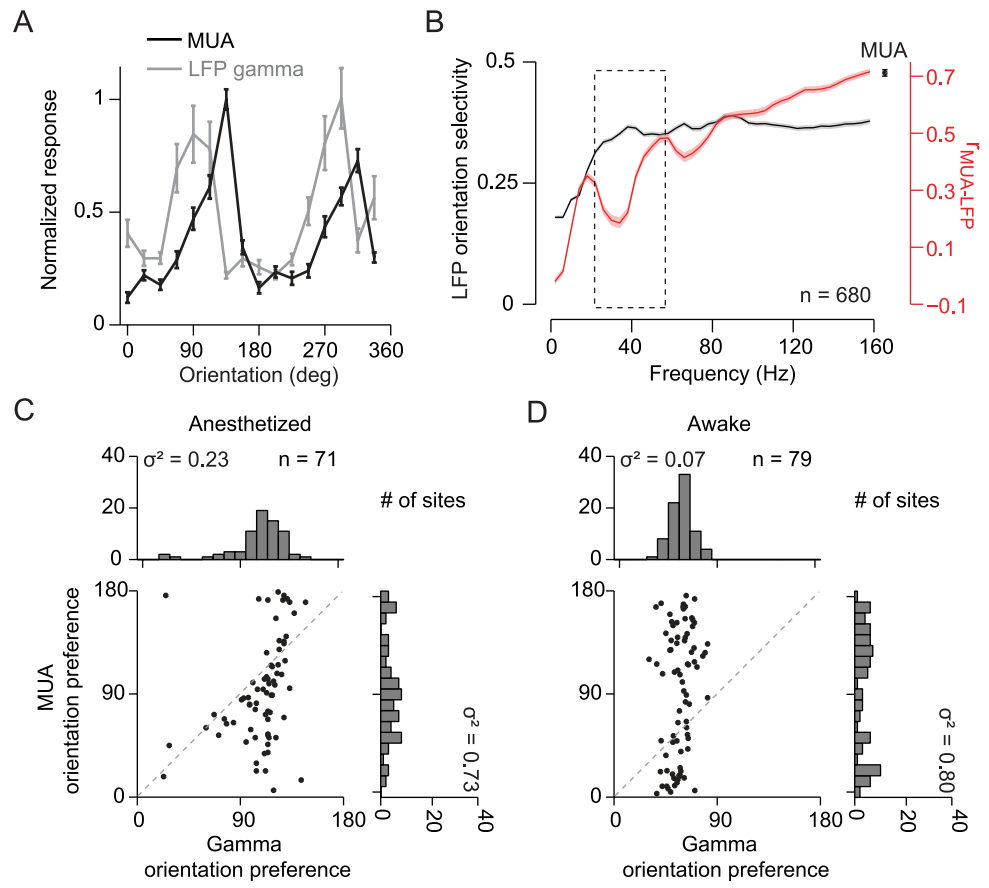 A
MUA
LFP gamma
Normalized response
1
0.5
0
0 90 180 270 360
Orientation (deg)
B
MUA
LFP orientation selectivity
0.5
0.25
0
0.7
0.5
0.3
0.1
−0.1
rMUA-LFP
n = 680
0 40 80 120 160
Frequency (Hz)
C
Anesthetized
40
20
0
σ² = 0.23
n = 71
# of sites
MUA
orientation preference
180
90
0
0 90 180
Gamma
orientation preference
σ² = 0.73
0 20 40
D
Awake
40
20
0
σ² = 0.07
n = 79
# of sites
180
90
0
0 90 180
Gamma
orientation preference
σ² = 0.80
0 20 40